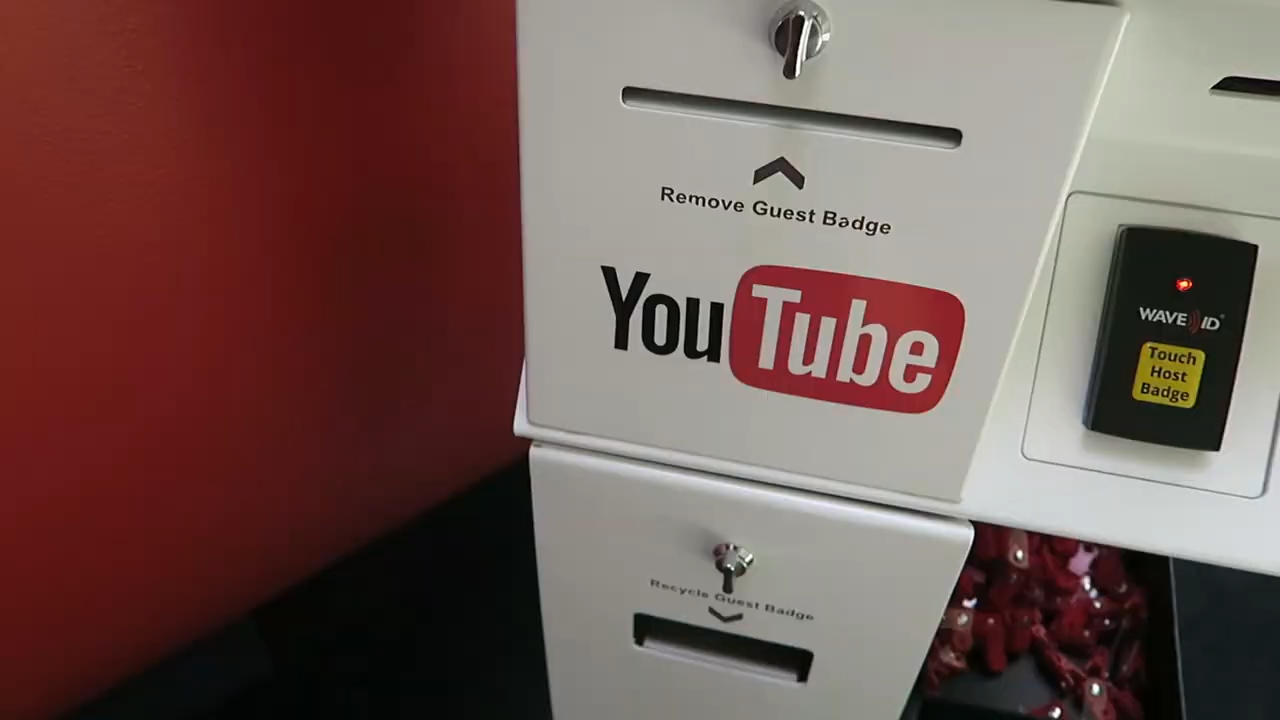 Remove Guest Badge
YouTube
WAVE ID
Touch
Host
Badge
Recycle Guest Badge